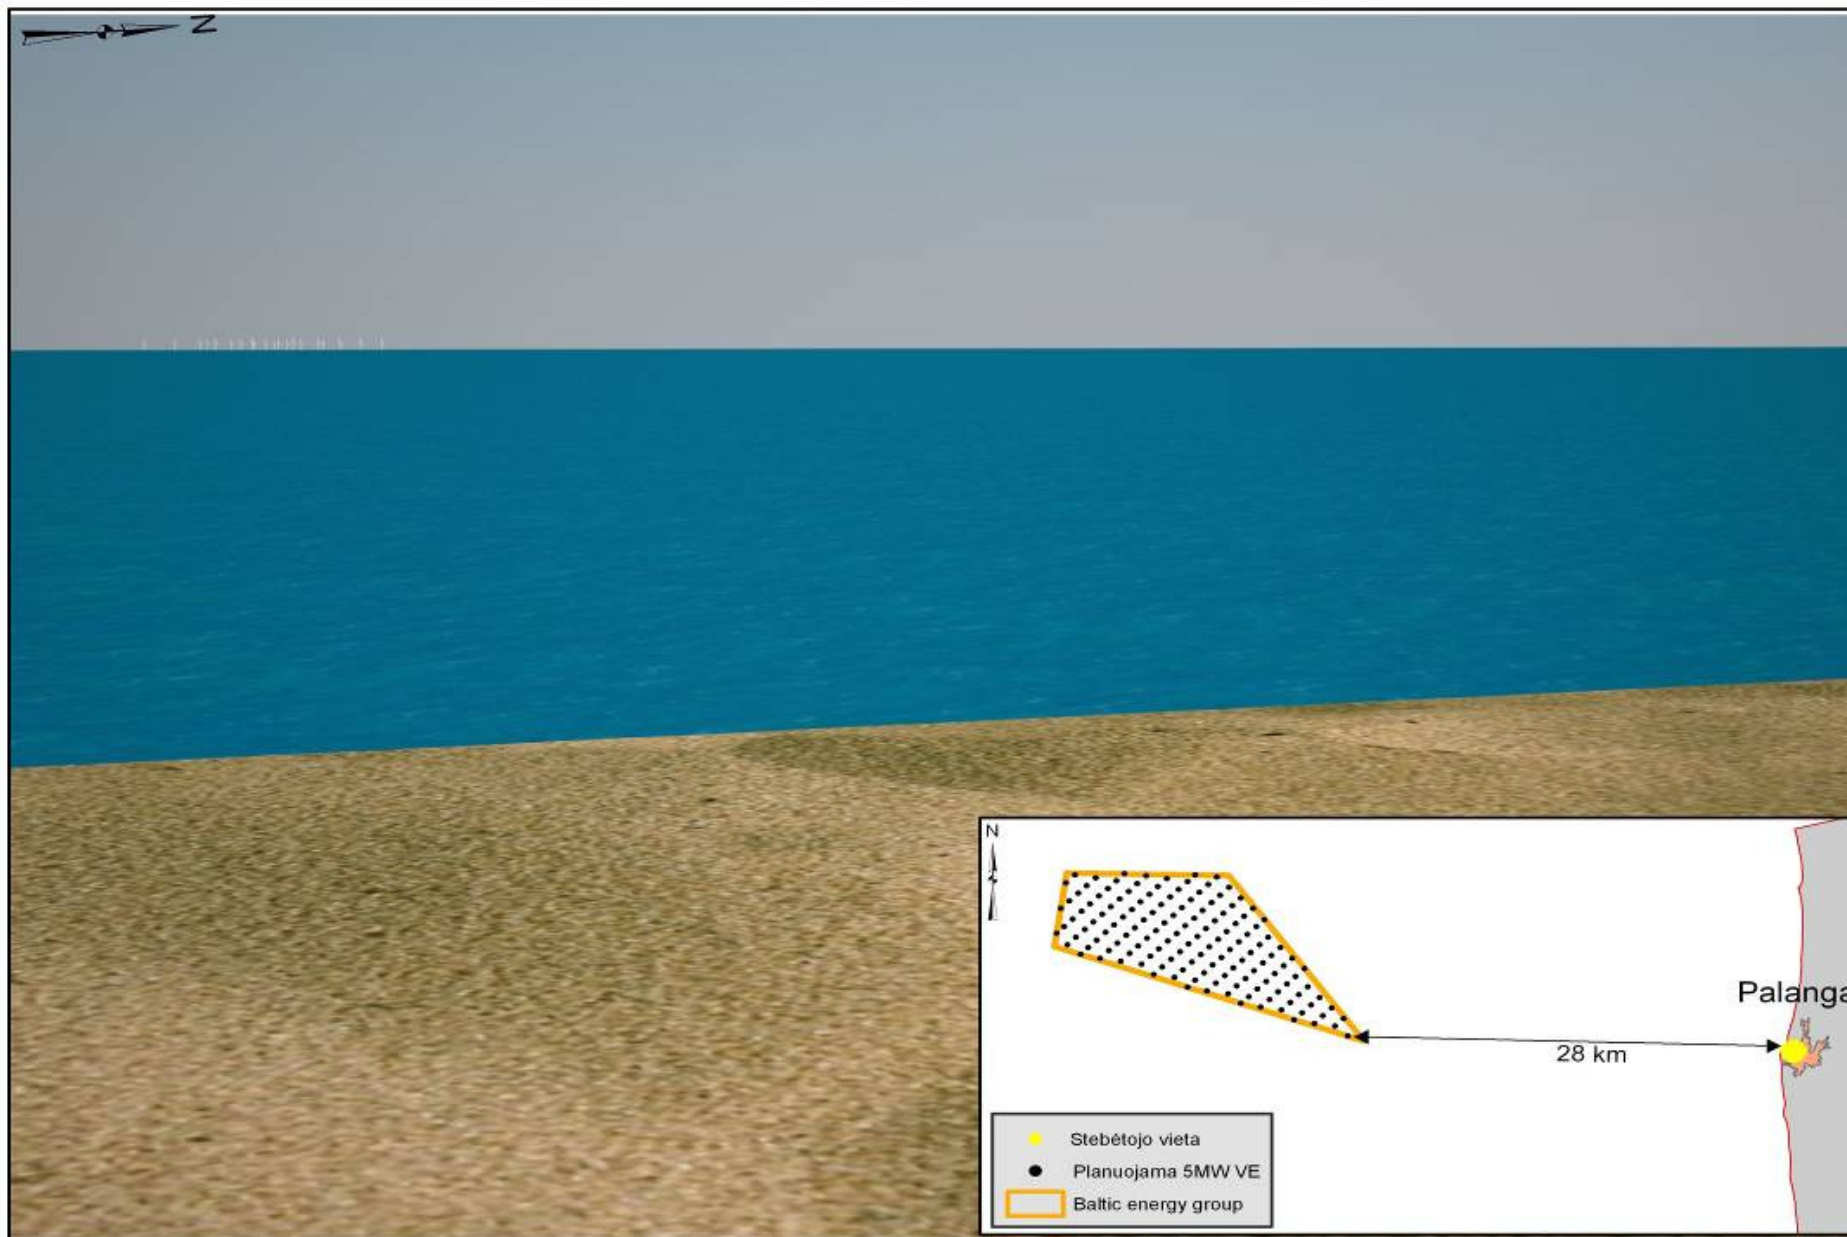 N
N
Palanga
28 km
Stebėtojo vieta
Planuojama 5MW VE
Baltic energy group